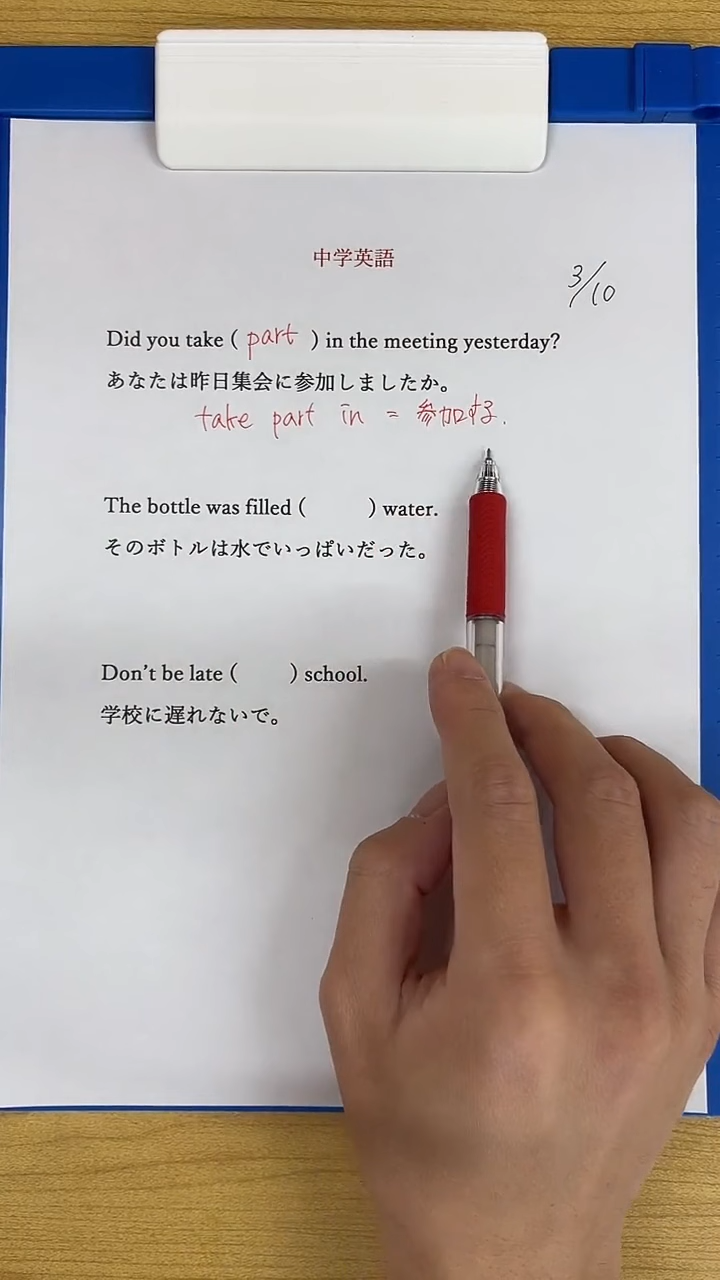 中学英語
3/10
Did you take ( part ) in the meeting yesterday?
あなたは昨日集会に参加しましたか。
take part in = 参加する.
The bottle was filled (　　) water.
そのボトルは水でいっぱいだった。
Don't be late (　　) school.
学校に遅れないで。